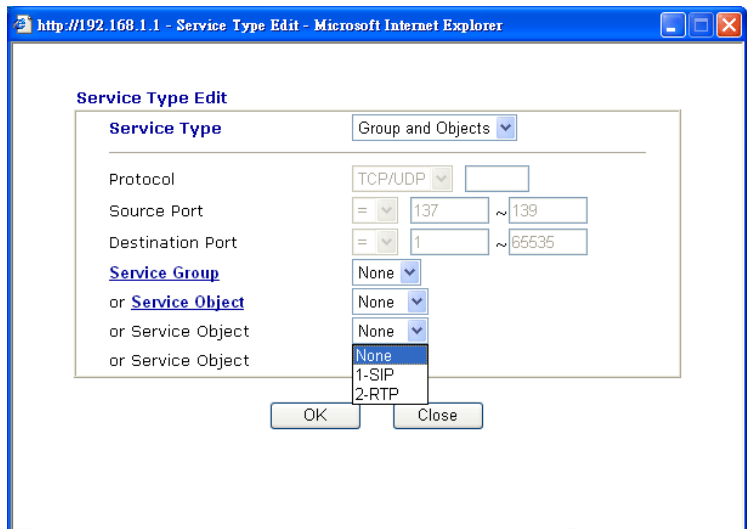 http://192.168.1.1 - Service Type Edit - Microsoft Internet Explorer
Service Type Edit
Service Type Group and Objects
Protocol TCP/UDP
Source Port = 137 ~ 139
Destination Port = 1 ~ 65535
Service Group None
or Service Object None
or Service Object None
None
or Service Object 1-SIP
2-RTP
OK Close